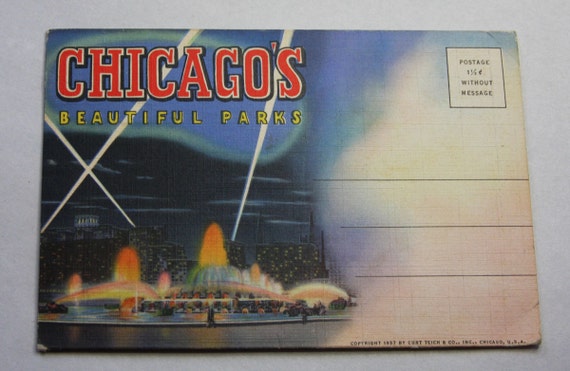 CHICAGO'S
BEAUTIFUL PARKS
POSTAGE
1½¢
WITHOUT
MESSAGE
COPYRIGHT 1937 BY CURT TEICH & CO., INC., CHICAGO, U.S.A.